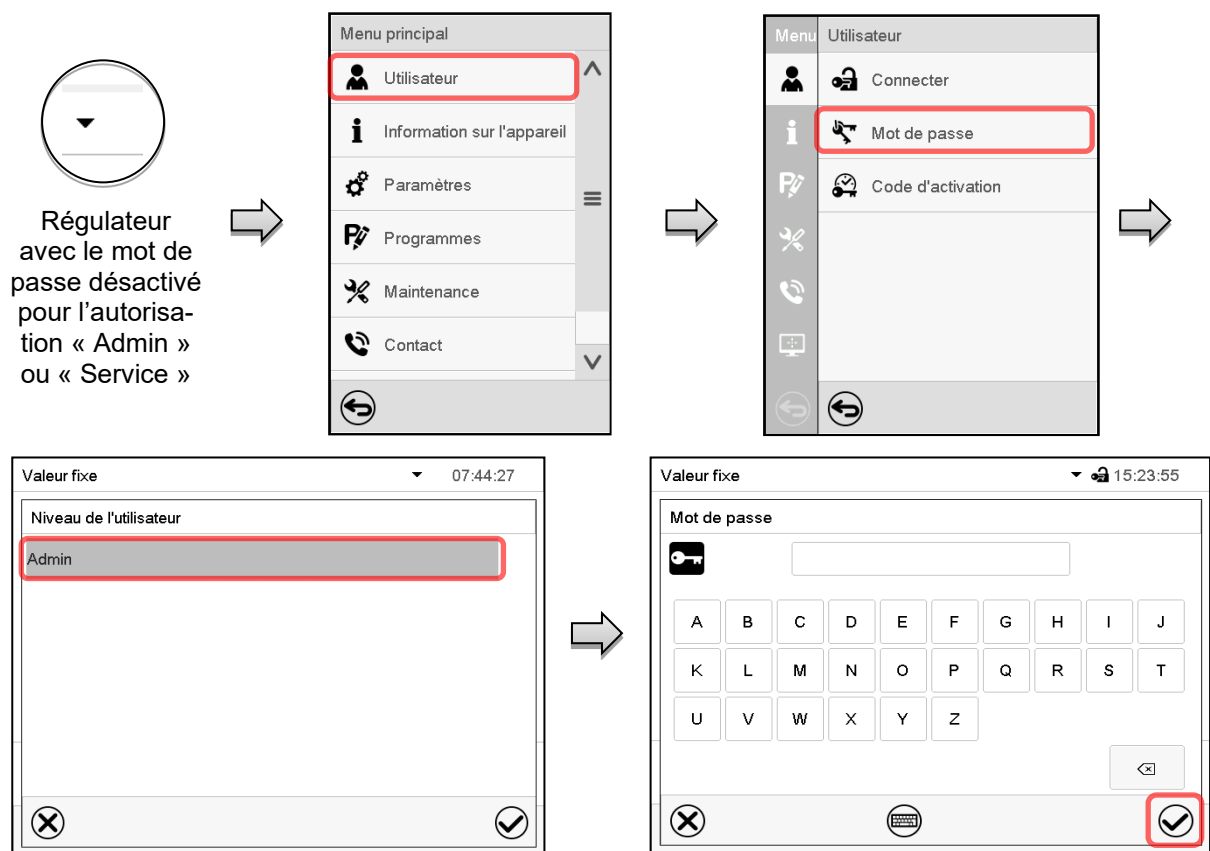 Régulateur
avec le mot de
passe désactivé
pour l’autorisa-
tion « Admin »
ou « Service »
Menu principal
Utilisateur
Information sur l'appareil
Paramètres
Programmes
Maintenance
Contact
Menu
Utilisateur
Connecter
Mot de passe
Code d'activation
Valeur fixe 07:44:27
Niveau de l'utilisateur
Admin
Valeur fixe 15:23:55
Mot de passe
A B C D E F G H I J
K L M N O P Q R S T
U V W X Y Z